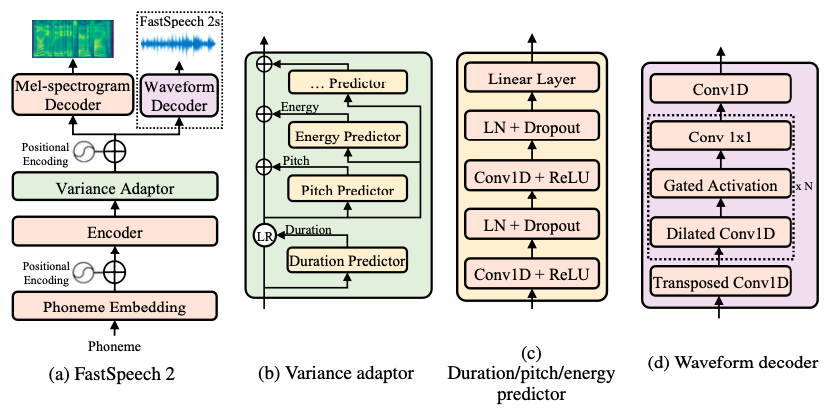 FastSpeech 2s
Mel-spectrogram
Decoder
Waveform
Decoder
Positional
Encoding
Variance Adaptor
Encoder
Positional
Encoding
Phoneme Embedding
Phoneme
(a) FastSpeech 2
... Predictor
Energy
Energy Predictor
Pitch
Pitch Predictor
LR
Duration
Duration Predictor
(b) Variance adaptor
Linear Layer
LN + Dropout
Conv1D + ReLU
LN + Dropout
Conv1D + ReLU
(c)
Duration/pitch/energy
predictor
Conv1D
Conv 1x1
Gated Activation
x N
Dilated Conv1D
Transposed Conv1D
(d) Waveform decoder